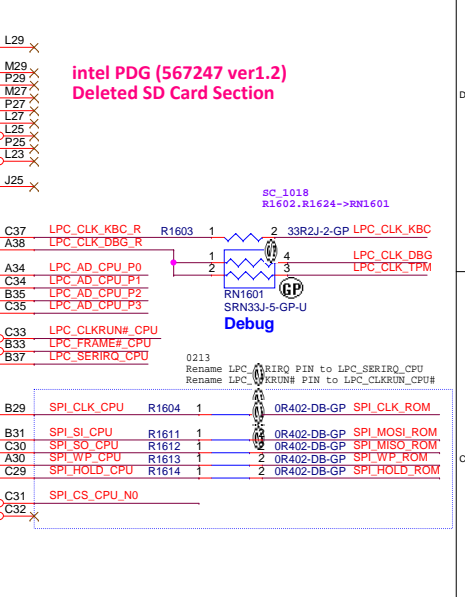 L29
M29
P29
M27
P27
L27
L25
P25
L23
J25
intel PDG (567247 ver1.2)
Deleted SD Card Section
D
SC_1018
R1602.R1624->RN1601
C37 LPC_CLK_KBC_R R1603 1 2 33R2J-2-GP LPC_CLK_KBC
A38 LPC_CLK_DBG_R
1 4 LPC_CLK_DBG
2 3 LPC_CLK_TPM
A34 LPC_AD_CPU_P0
C34 LPC_AD_CPU_P1
B35 LPC_AD_CPU_P2
C35 LPC_AD_CPU_P3
GP
RN1601
SRN33J-5-GP-U
Debug
C33 LPC_CLKRUN#_CPU
B33 LPC_FRAME#_CPU
B37 LPC_SERIRQ_CPU
0213
Rename LPC_ RIRQ PIN to LPC_SERIRQ_CPU
Rename LPC_ KRUN# PIN to LPC_CLKRUN_CPU#
B29 SPI_CLK_CPU R1604 1 0R402-DB-GP SPI_CLK_ROM
B31 SPI_SI_CPU R1611 1 0R402-DB-GP SPI_MOSI_ROM
C30 SPI_SO_CPU R1612 1 2 0R402-DB-GP SPI_MISO_ROM
A30 SPI_WP_CPU R1613 1 2 0R402-DB-GP SPI_WP_ROM
C29 SPI_HOLD_CPU R1614 1 2 0R402-DB-GP SPI_HOLD_ROM
C
C31 SPI_CS_CPU_N0
C32